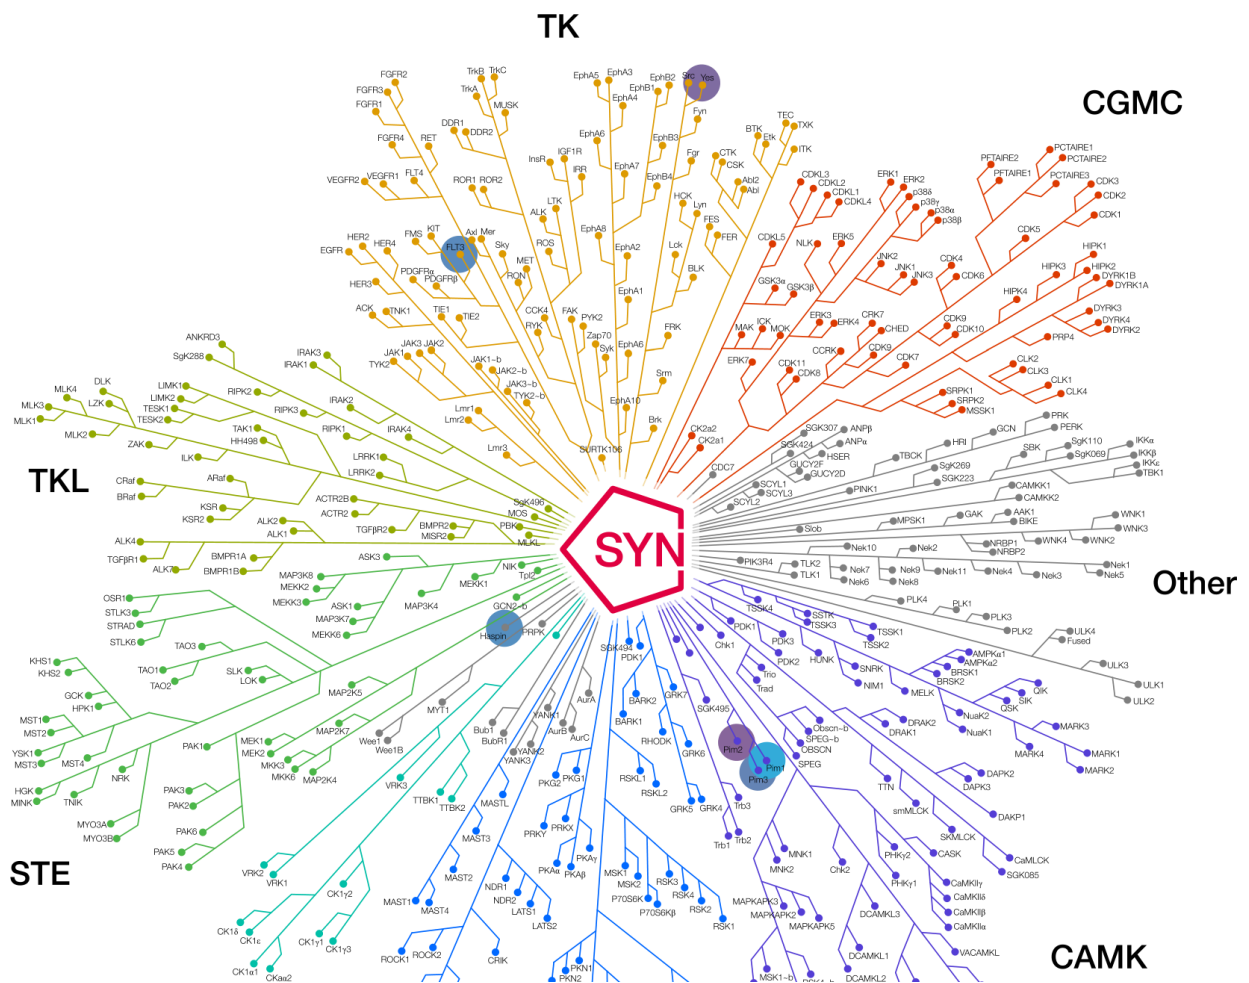 TK
CGMC
TKL
Other
STE
CAMK
SYN
FGFR2
FGFR3
FGFR1
FGFR4
TrkB
TrkC
TrkA
MUSK
DDR1
DDR2
RET
VEGFR2
VEGFR1
FLT4
ROR1
ROR2
InsR
IGF1R
IRR
EphA5
EphA3
EphA4
EphB2
EphB1
Src
Yes
Fyn
EphA6
EphB3
EphA7
EphB4
Fgr
CTK
CSK
Abl2
Abl
BTK
Etk
TEC
TXK
ITK
HCK
Lyn
FES
FER
Lck
BLK
LTK
ALK
ROS
EphA8
EphA2
EphA1
EphA6
EphA10
HER2
EGFR
HER4
HER3
FMS
KIT
FLT3
Axl
Mer
Sky
MET
RON
PDGFRα
PDGFRβ
ACK
TNK1
TIE1
TIE2
CCK4
RYK
FAK
PYK2
Zap70
Syk
FRK
Srm
Brk
JAK1
JAK3
JAK2
TYK2
JAK1~b
JAK2~b
JAK3~b
TYK2~b
Lmr1
Lmr2
Lmr3
SURTK106
CDKL3
CDKL2
CDKL1
CDKL4
CDKL5
ERK1
ERK2
p38δ
p38γ
p38α
p38β
NLK
ERK5
JNK2
JNK1
JNK3
GSK3α
GSK3β
PFTAIRE2
PFTAIRE1
PCTAIRE1
PCTAIRE2
PCTAIRE3
CDK3
CDK2
CDK1
CDK5
CDK4
CDK6
HIPK1
HIPK3
HIPK2
HIPK4
DYRK1B
DYRK1A
DYRK3
DYRK4
DYRK2
PRP4
MAK
ICK
MOK
ERK3
ERK4
ERK7
CRK7
CHED
CCRK
CDK9
CDK11
CDK8
CDK7
CDK9
CDK10
CLK2
CLK3
CLK1
CLK4
SRPK1
SRPK2
MSSK1
CK2a2
CK2a1
CDC7
ANKRD3
SgK288
IRAK3
IRAK1
DLK
MLK4
LZK
MLK3
MLK1
MLK2
LIMK1
LIMK2
TESK1
TESK2
RIPK2
RIPK3
RIPK1
IRAK2
IRAK4
TAK1
HH498
ZAK
ILK
LRRK1
LRRK2
CRaf
BRaf
ARaf
KSR
KSR2
ACTR2B
ACTR2
TGFβR2
BMPR2
MISR2
SgK496
MOS
PBK
MLKL
ALK2
ALK1
ALK4
TGFβR1
ALK7
BMPR1A
BMPR1B
SGK307
SGK424
ANPβ
ANPα
HSER
GUCY2F
GUCY2D
SCYL1
SCYL3
SCYL2
PRK
PERK
GCN
HRI
TBCK
SBK
SgK110
SgK069
SgK269
SGK223
PINK1
IKKα
IKKβ
IKKε
TBK1
CAMKK1
CAMKK2
AAK1
BIKE
GAK
MPSK1
Slob
WNK1
WNK3
WNK4
WNK2
NRBP1
NRBP2
Nek10
Nek2
PIK3R4
TLK2
TLK1
Nek7
Nek6
Nek9
Nek8
Nek11
Nek4
Nek3
Nek1
Nek5
PLK4
PLK1
PLK3
PLK2
ULK4
Fused
ULK3
ULK1
ULK2
ASK3
MAP3K8
MEKK2
MEKK3
ASK1
MAP3K7
MEKK6
MAP3K4
MEKK1
NIK
Tpl2
GCN2~b
Haspin
PRPK
OSR1
STLK3
STRAD
STLK6
TAO3
TAO1
TAO2
SLK
LOK
KHS1
KHS2
GCK
HPK1
MST1
MST2
YSK1
MST3
MST4
HGK
MINK
TNIK
NRK
MYO3A
MYO3B
PAK1
PAK3
PAK2
PAK6
PAK5
PAK4
MAP2K5
MAP2K7
MEK1
MEK2
MKK3
MKK6
MAP2K4
MYT1
Wee1
Wee1B
Bub1
BubR1
YANK1
YANK2
YANK3
AurA
AurB
AurC
VRK3
VRK2
VRK1
TTBK1
TTBK2
CK1γ2
CK1δ
CK1ε
CK1γ1
CK1γ3
CK1α1
CKaα2
MASTL
MAST3
MAST2
MAST1
MAST4
PKG2
PKG1
PRKY
PRKX
PKAα
PKAγ
PKAβ
NDR1
NDR2
LATS1
LATS2
ROCK1
ROCK2
CRIK
PKN1
PKN2
SGK494
PDK1
BARK2
BARK1
GRK7
RHODK
GRK6
GRK5
GRK4
RSKL1
RSKL2
MSK1
MSK2
P70S6K
P70S6Kβ
RSK3
RSK4
RSK2
RSK1
SGK495
Pim2
Pim1
Pim3
Trb3
Trb1
Trb2
Chk1
PDK1
PDK3
PDK2
Trio
Trad
TSSK4
SSTK
TSSK3
TSSK1
TSSK2
HUNK
SNRK
NIM1
AMPKα1
AMPKα2
BRSK1
BRSK2
MELK
QIK
SIK
QSK
NuaK2
NuaK1
MARK3
MARK4
MARK1
MARK2
Obscn~b
SPEG~b
OBSCN
SPEG
DRAK2
DRAK1
TTN
smMLCK
SKMLCK
CaMLCK
SGK085
DAPK2
DAPK3
DAKP1
MNK1
MNK2
Chk2
PHKγ2
PHKγ1
CASK
CaMKIIγ
CaMKIIδ
CaMKIIβ
CaMKIIα
MAPKAPK3
MAPKAPK2
MAPKAPK5
DCAMKL3
DCAMKL1
DCAMKL2
VACAMKL
MSK1~b